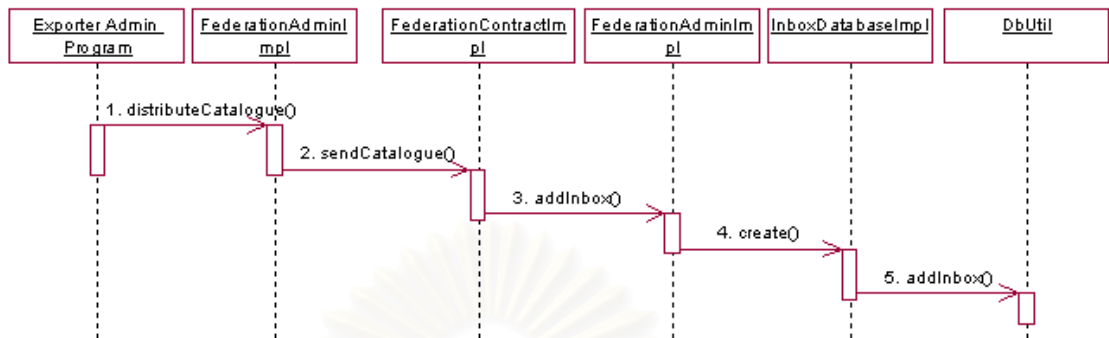 Exporter Admin
Program
FederationAdminI
mpl
FederationContractIm
pl
FederationAdminIm
pl
InboxDatabaseImpl
DbUtil
1. distributeCatalogue()
2. sendCatalogue()
3. addInbox()
4. create()
5. addInbox()